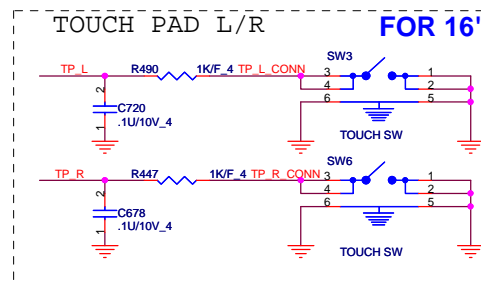 TOUCH PAD L/R FOR 16'
SW3
TP_L R490 1K/F_4 TP_L_CONN 3 1
4 2
2 6 5
C720
.1U/10V_4
1 TOUCH SW
SW6
TP_R R447 1K/F_4 TP_R_CONN 3 1
4 2
2 6 5
C678
.1U/10V_4
1 TOUCH SW